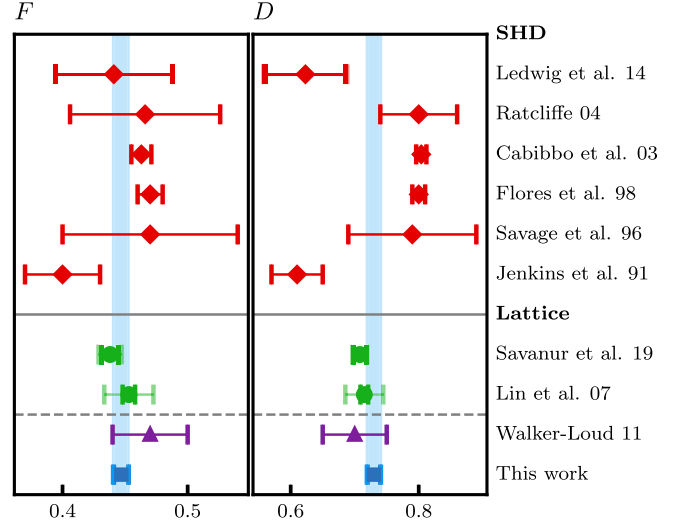 F D
SHD
Ledwig et al. 14
Ratcliffe 04
Cabibbo et al. 03
Flores et al. 98
Savage et al. 96
Jenkins et al. 91
Lattice
Savanur et al. 19
Lin et al. 07
Walker-Loud 11
This work
0.4 0.5 0.6 0.8